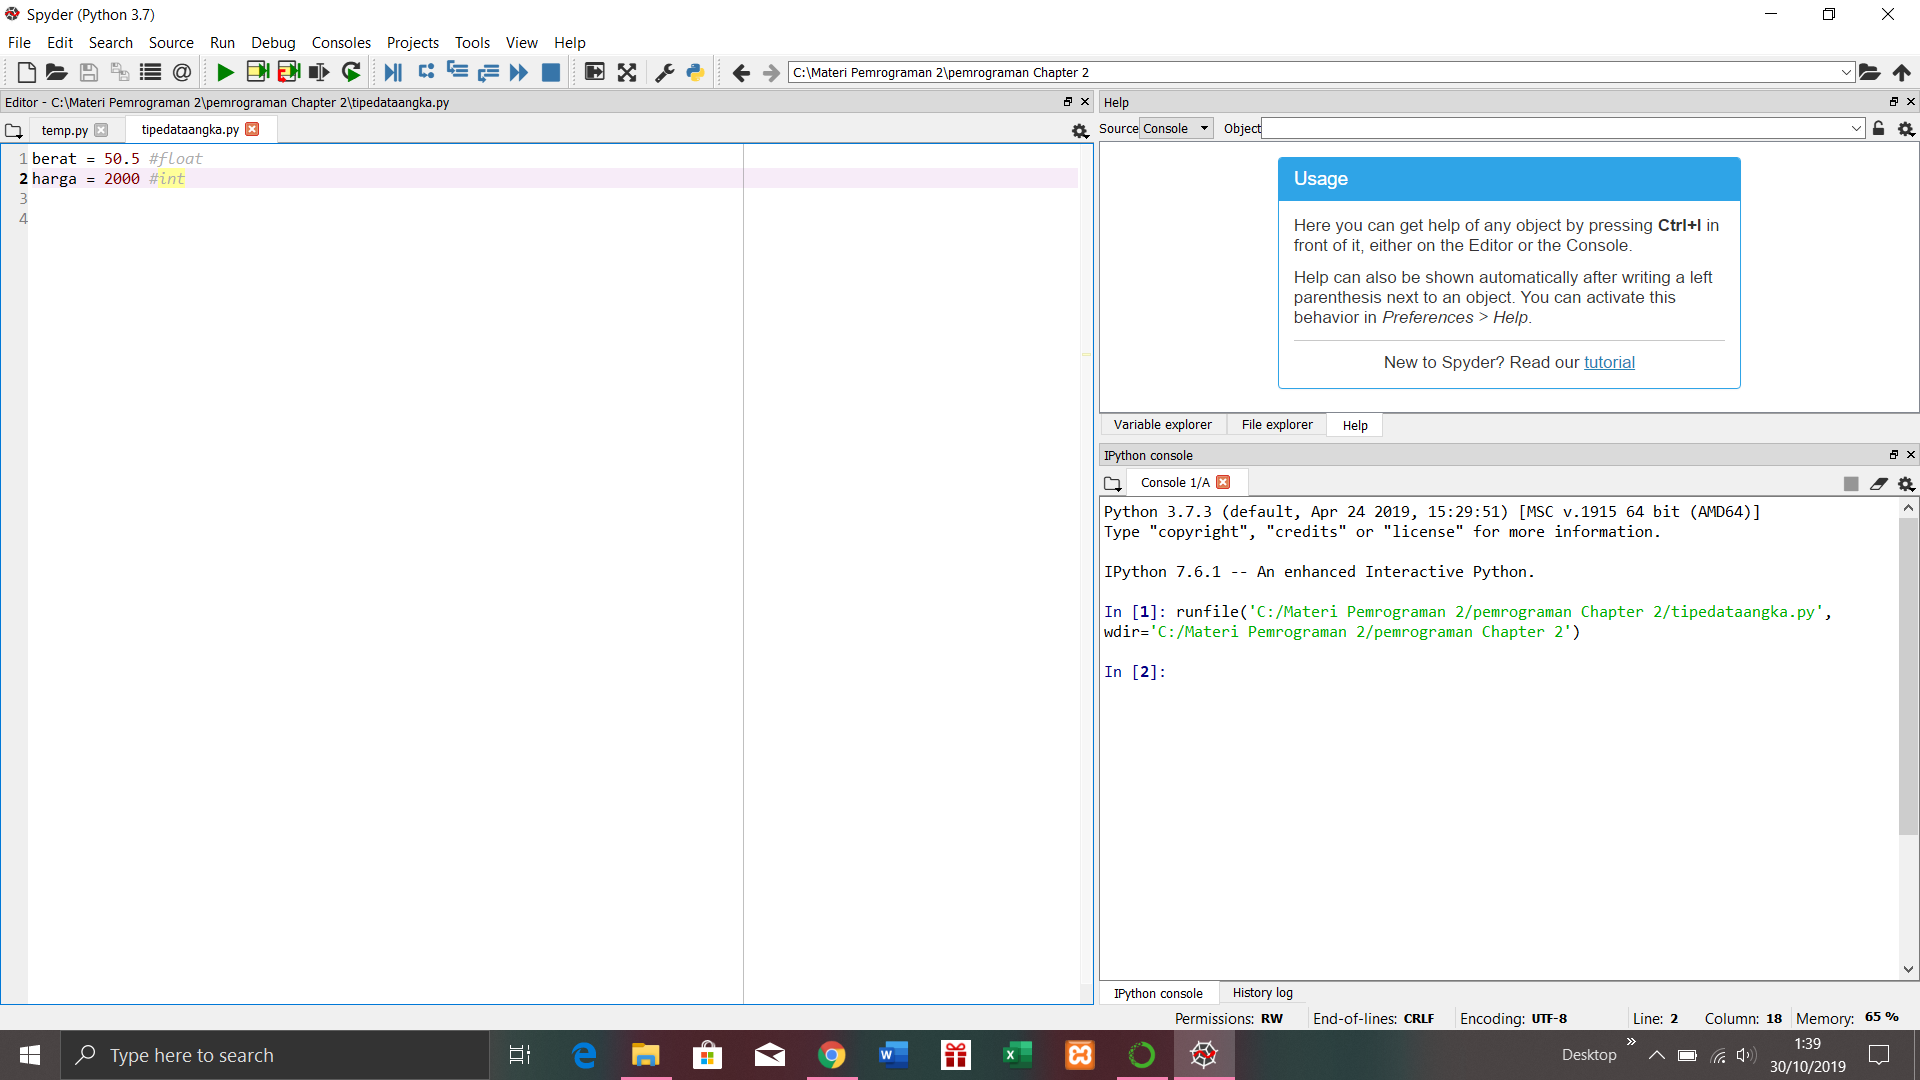 Spyder (Python 3.7)
File Edit Search Source Run Debug Consoles Projects Tools View Help
C:\Materi Pemrograman 2\pemrograman Chapter 2
Editor - C:\Materi Pemrograman 2\pemrograman Chapter 2\tipedataangka.py
temp.py tipedataangka.py
1 berat = 50.5 #float
2 harga = 2000 #int
3
4
Help
Source Console Object
Usage
Here you can get help of any object by pressing Ctrl+I in
front of it, either on the Editor or the Console.
Help can also be shown automatically after writing a left
parenthesis next to an object. You can activate this
behavior in Preferences > Help.
New to Spyder? Read our tutorial
Variable explorer File explorer Help
IPython console
Console 1/A
Python 3.7.3 (default, Apr 24 2019, 15:29:51) [MSC v.1915 64 bit (AMD64)]
Type "copyright", "credits" or "license" for more information.
IPython 7.6.1 -- An enhanced Interactive Python.
In [1]: runfile('C:/Materi Pemrograman 2/pemrograman Chapter 2/tipedataangka.py',
wdir='C:/Materi Pemrograman 2/pemrograman Chapter 2')
In [2]:
IPython console History log
Permissions: RW End-of-lines: CRLF Encoding: UTF-8 Line: 2 Column: 18 Memory: 65 %
Type here to search
Desktop
1:39
30/10/2019